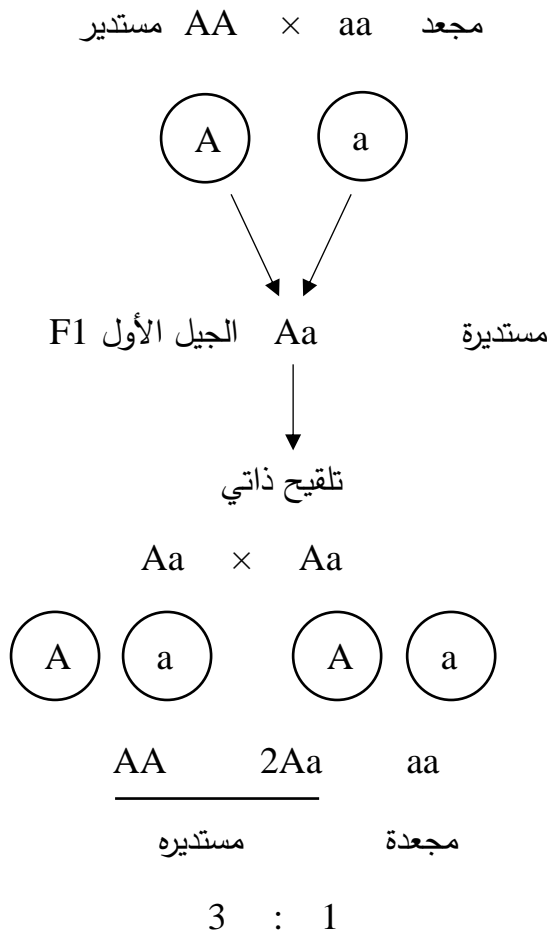 مستدير AA × aa مجعد
A a
الجيل الأول F1 Aa مستديرة
تلقيح ذاتي
Aa × Aa
A a A a
AA 2Aa aa
مستديره مجعدة
3 : 1